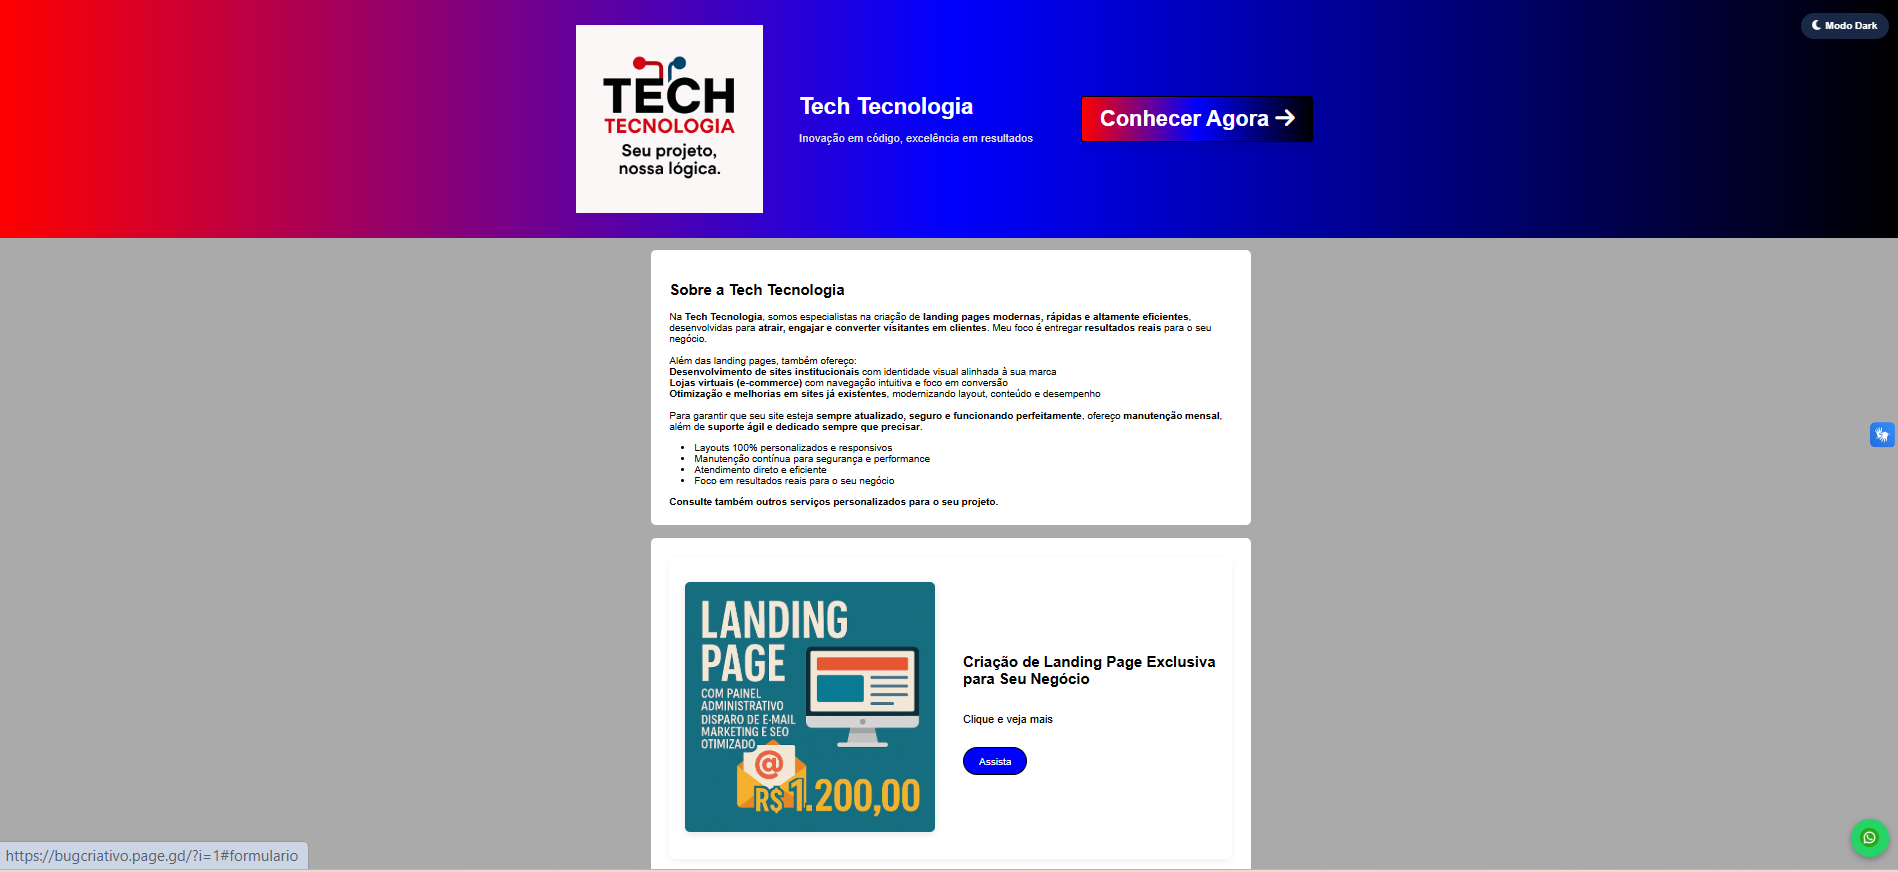 Modo Dark
TECH
TECNOLOGIA
Seu projeto,
nossa lógica.
Tech Tecnologia
Inovação em código, excelência em resultados
Conhecer Agora
Sobre a Tech Tecnologia
Na Tech Tecnologia, somos especialistas na criação de landing pages modernas, rápidas e altamente eficientes,
desenvolvidas para atrair, engajar e converter visitantes em clientes. Meu foco é entregar resultados reais para o seu
negócio.
Além das landing pages, também ofereço:
Desenvolvimento de sites institucionais com identidade visual alinhada à sua marca
Lojas virtuais (e-commerce) com navegação intuitiva e foco em conversão
Otimização e melhorias em sites já existentes, modernizando layout, conteúdo e desempenho
Para garantir que seu site esteja sempre atualizado, seguro e funcionando perfeitamente, ofereço manutenção mensal,
além de suporte ágil e dedicado sempre que precisar.
Layouts 100% personalizados e responsivos
Manutenção contínua para segurança e performance
Atendimento direto e eficiente
Foco em resultados reais para o seu negócio
Consulte também outros serviços personalizados para o seu projeto.
LANDING
PAGE
COM PAINEL
ADMINISTRATIVO
DISPARO DE E-MAIL
MARKETING E SEO
OTIMIZADO
@
R$ 1.200,00
Criação de Landing Page Exclusiva
para Seu Negócio
Clique e veja mais
Assista
https://bugcriativo.page.gd/?i=1#formulario